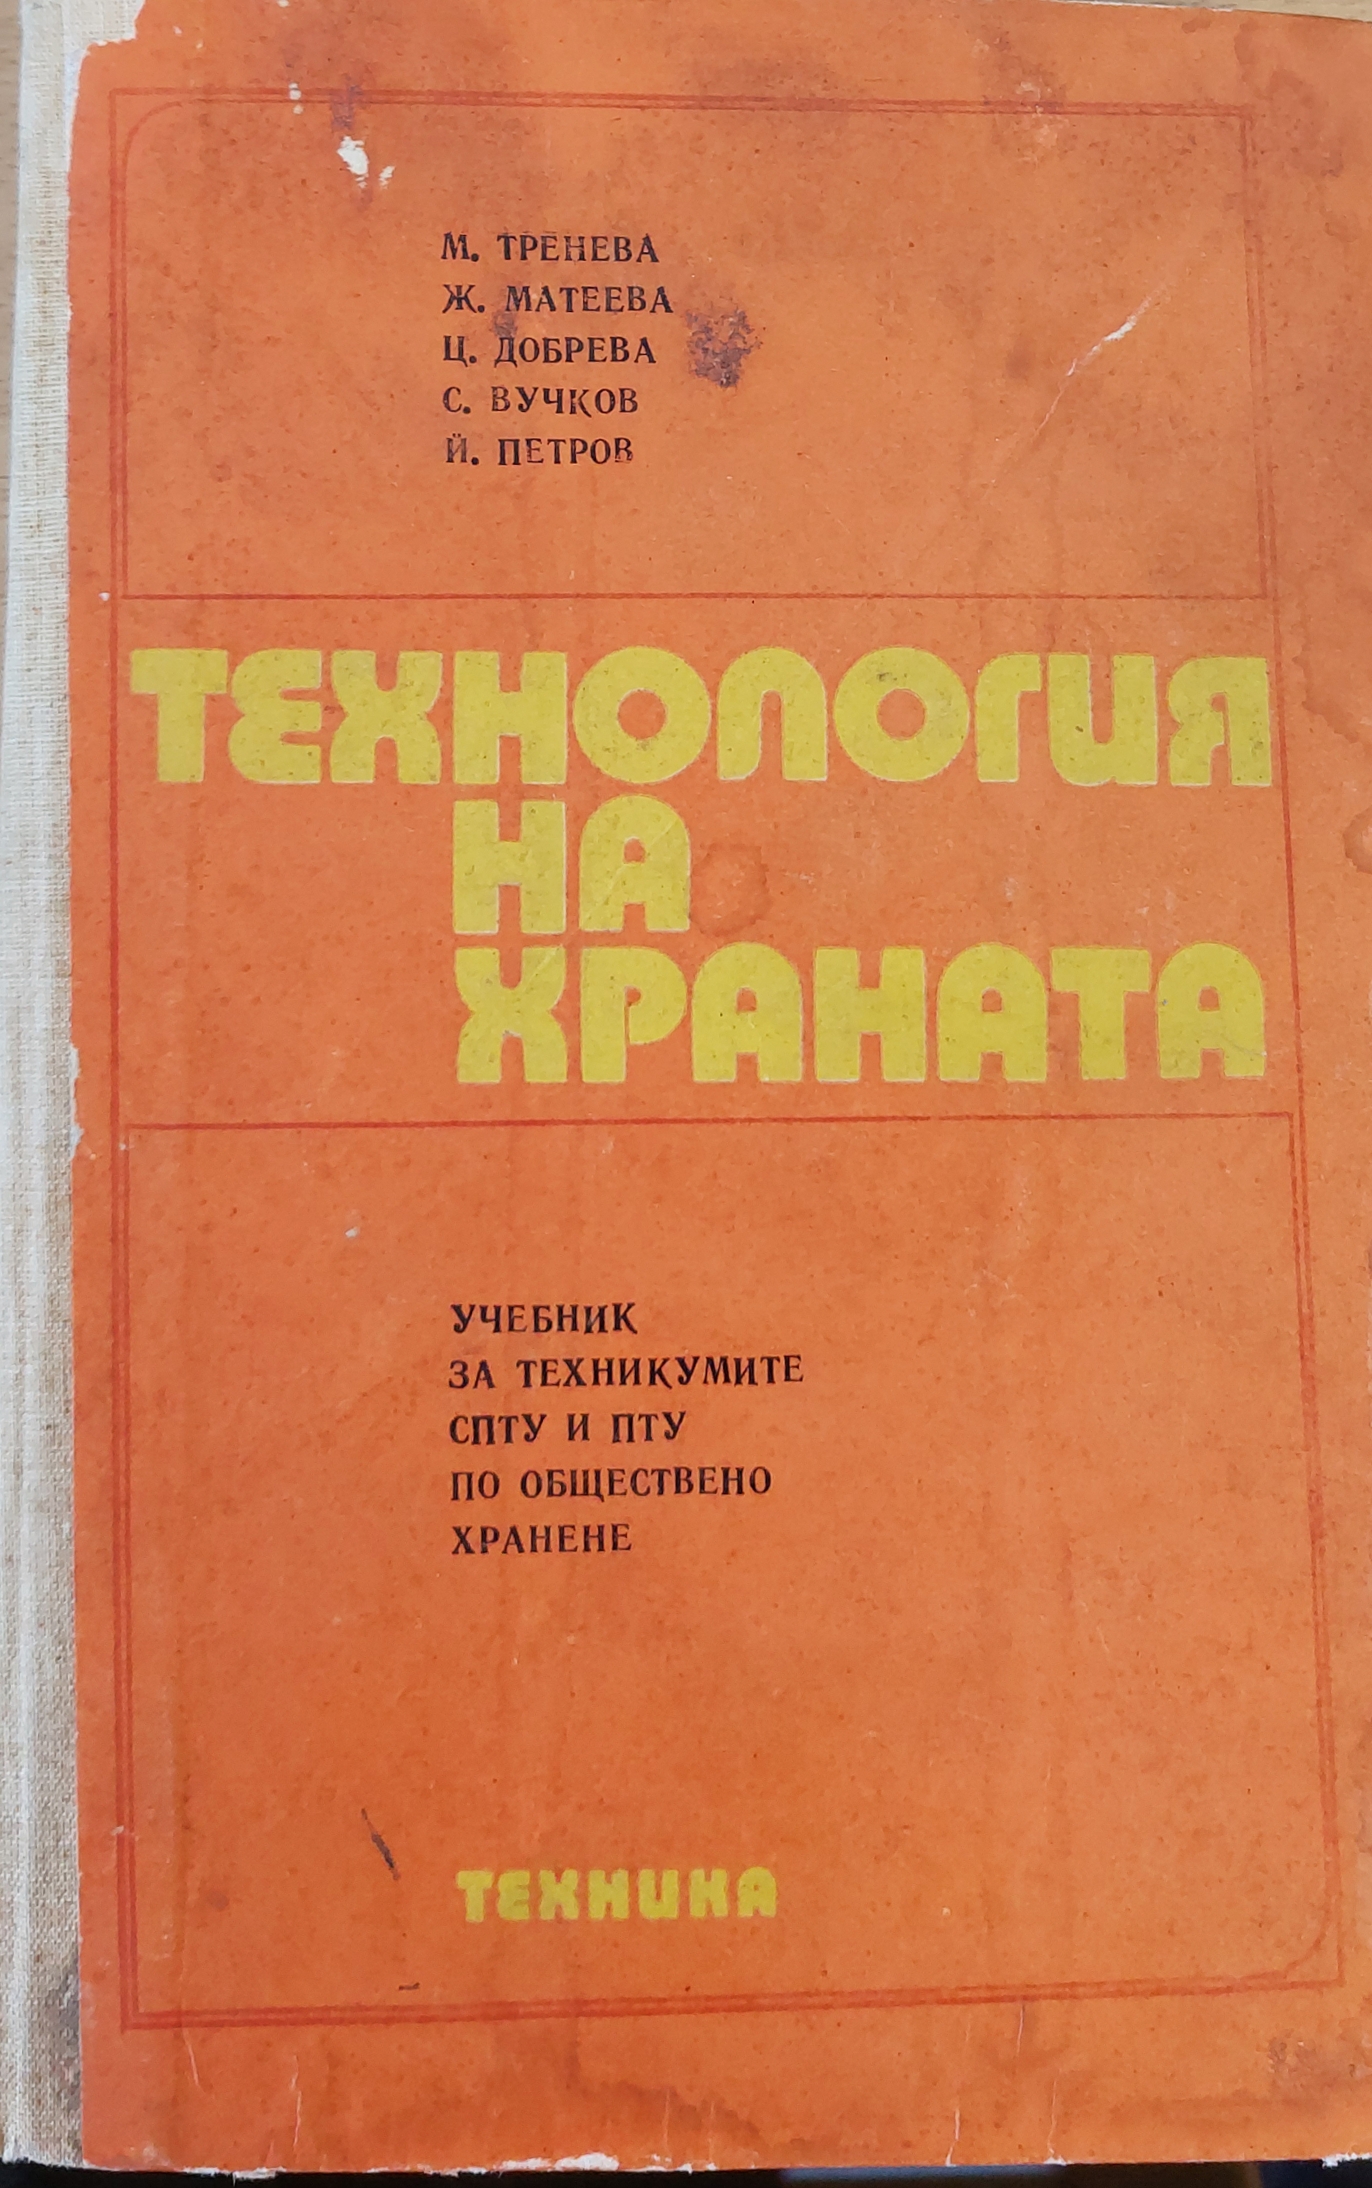 М. ТРЕНЕВА
Ж. МАТЕЕВА
Ц. ДОБРЕВА
С. ВУЧКОВ
Й. ПЕТРОВ
ТЕХНОЛОГИЯ
НА
ХРАНАТА
УЧЕБНИК
ЗА ТЕХНИКУМИТЕ
СПТУ И ПТУ
ПО ОБЩЕСТВЕНО
ХРАНЕНЕ
ТЕХНИКА